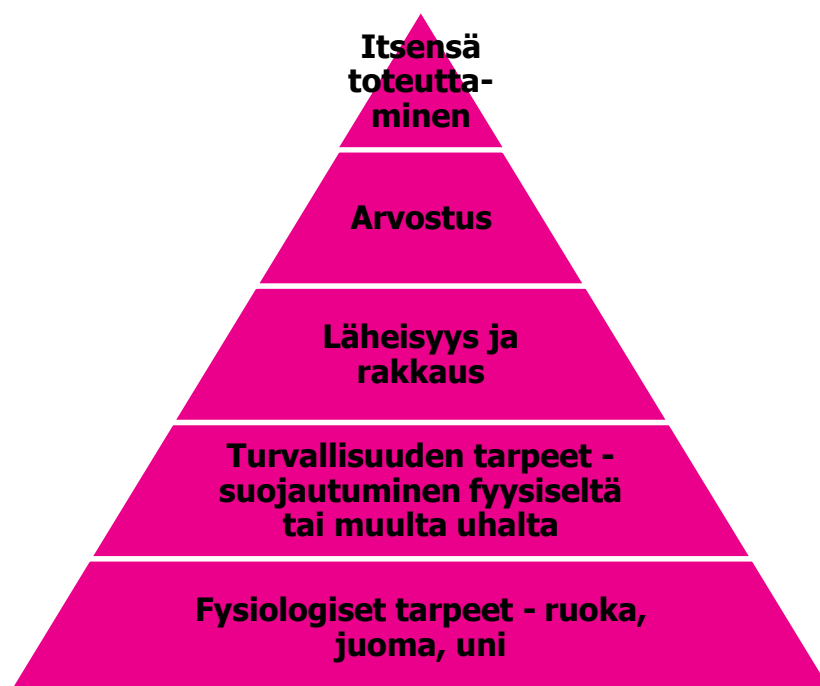 Itsensä
toteutta-
minen
Arvostus
Läheisyys ja
rakkaus
Turvallisuuden tarpeet -
suojautuminen fyysiseltä
tai muulta uhalta
Fysiologiset tarpeet - ruoka,
juoma, uni